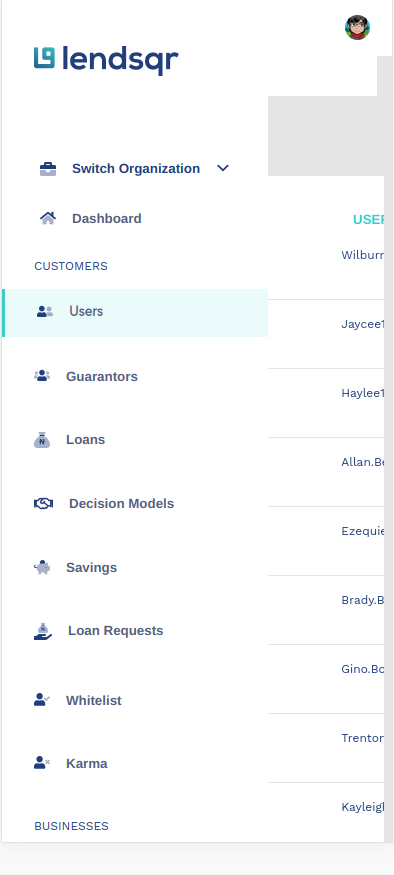 lendsqr
Switch Organization
Dashboard
CUSTOMERS
Users
Guarantors
Loans
Decision Models
Savings
Loan Requests
Whitelist
Karma
BUSINESSES
USER
Wilburn
Jaycee1
Haylee1
Allan.Be
Ezequie
Brady.B
Gino.Bo
Trenton
Kayleigh